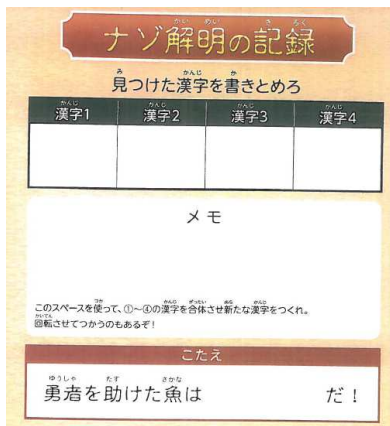 ナゾ解明の記録
見つけた漢字を書きとめろ
漢字1 漢字2 漢字3 漢字4
メモ
このスペースを使って、①~④の漢字を合体させ新たな漢字をつくれ。
回転させてつかうのもあるぞ!
こたえ
勇者を助けた魚は だ!